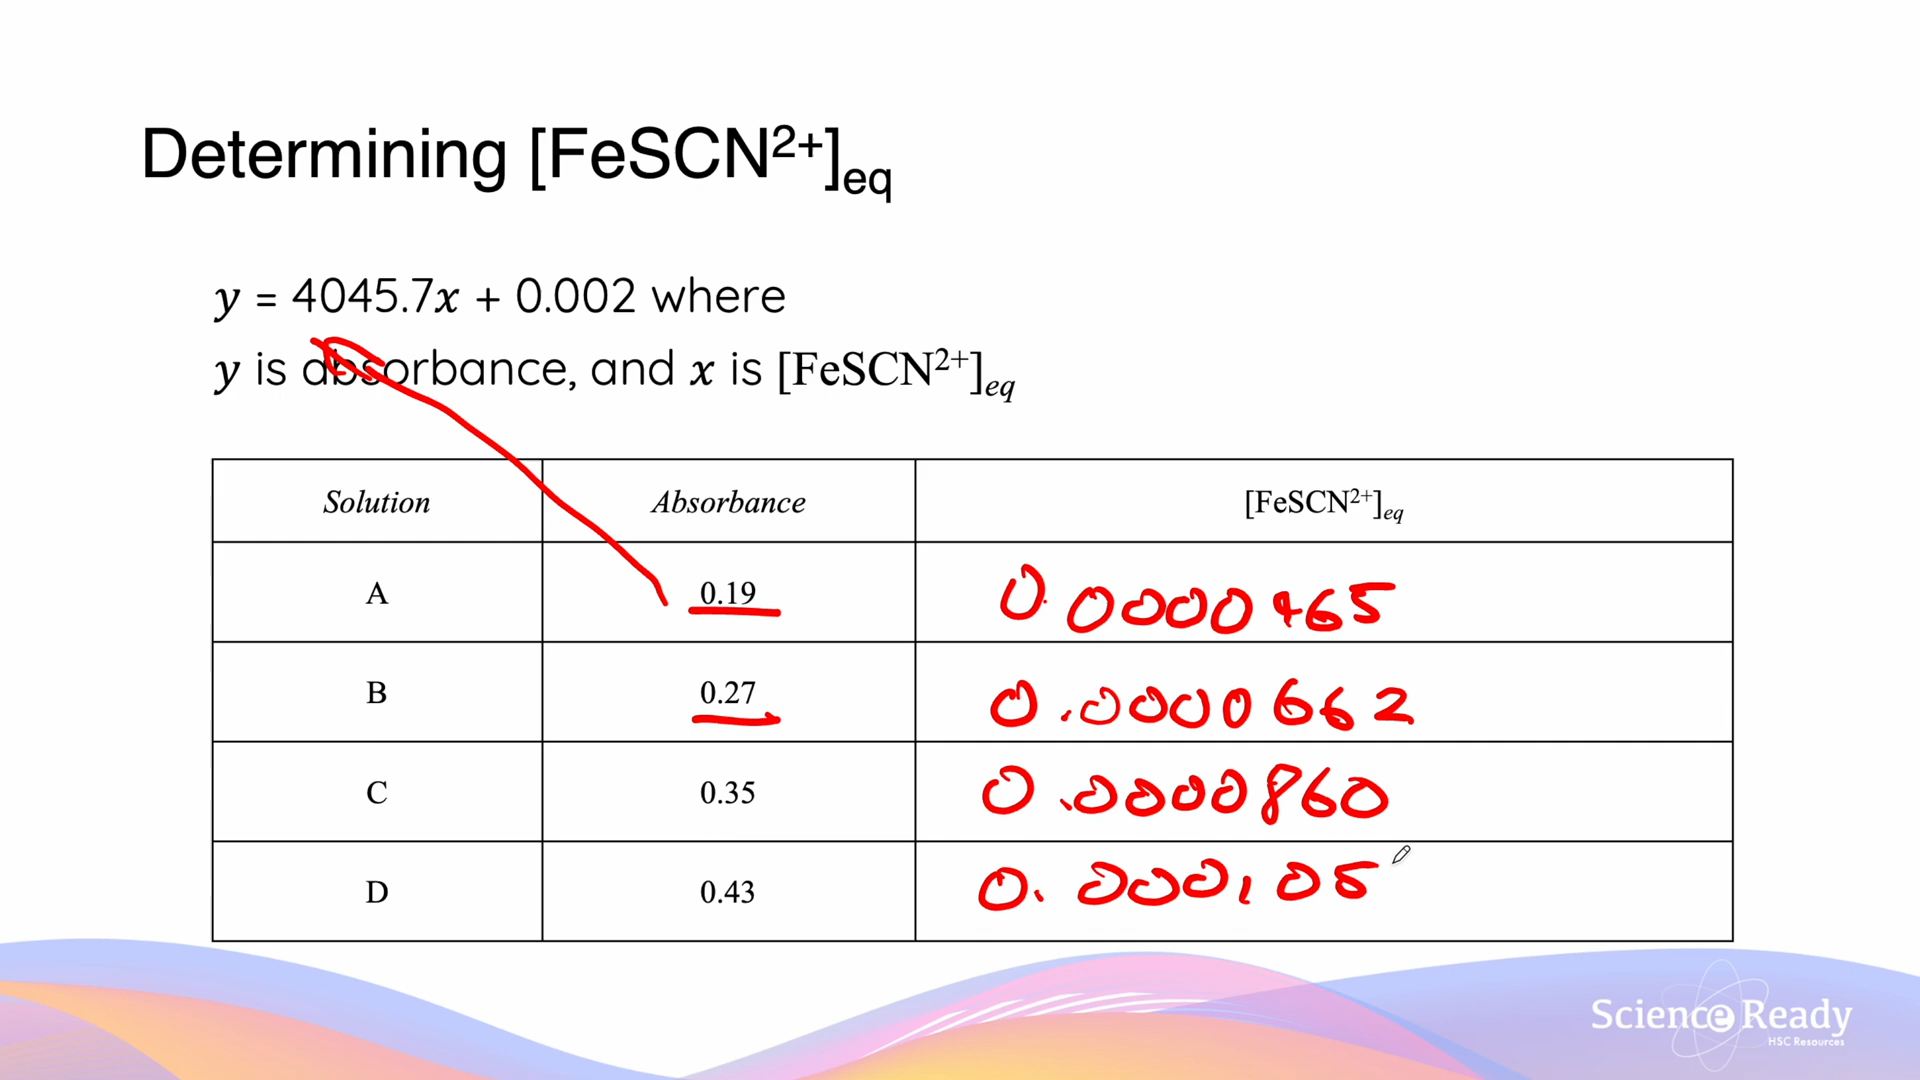 Determining [FeSCN²⁺]eq
y = 4045.7x + 0.002 where
y is absorbance, and x is [FeSCN²⁺]eq
Solution Absorbance [FeSCN²⁺]eq
A 0.19 0.0000465
B 0.27 0.0000662
C 0.35 0.0000860
D 0.43 0.000105
Science Ready
HSC Resources